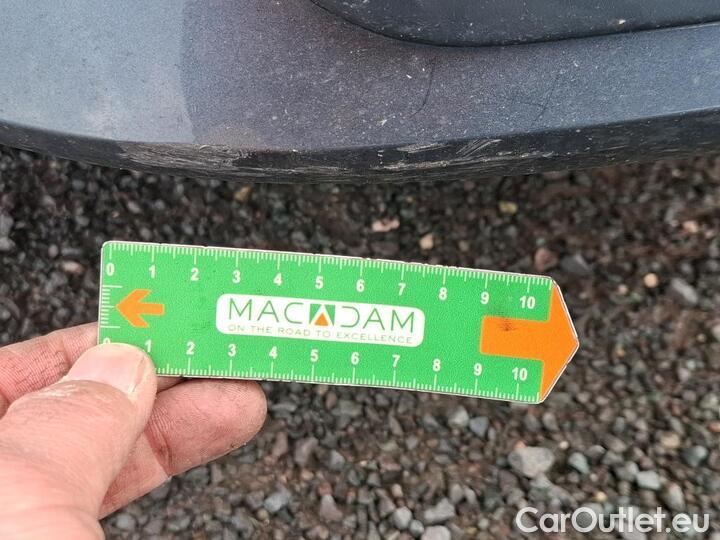 0 1 2 3 4 5 6 7 8 9 10
MACADAM
ON THE ROAD TO EXCELLENCE
0 1 2 3 4 5 6 7 8 9 10
CarOutlet.eu